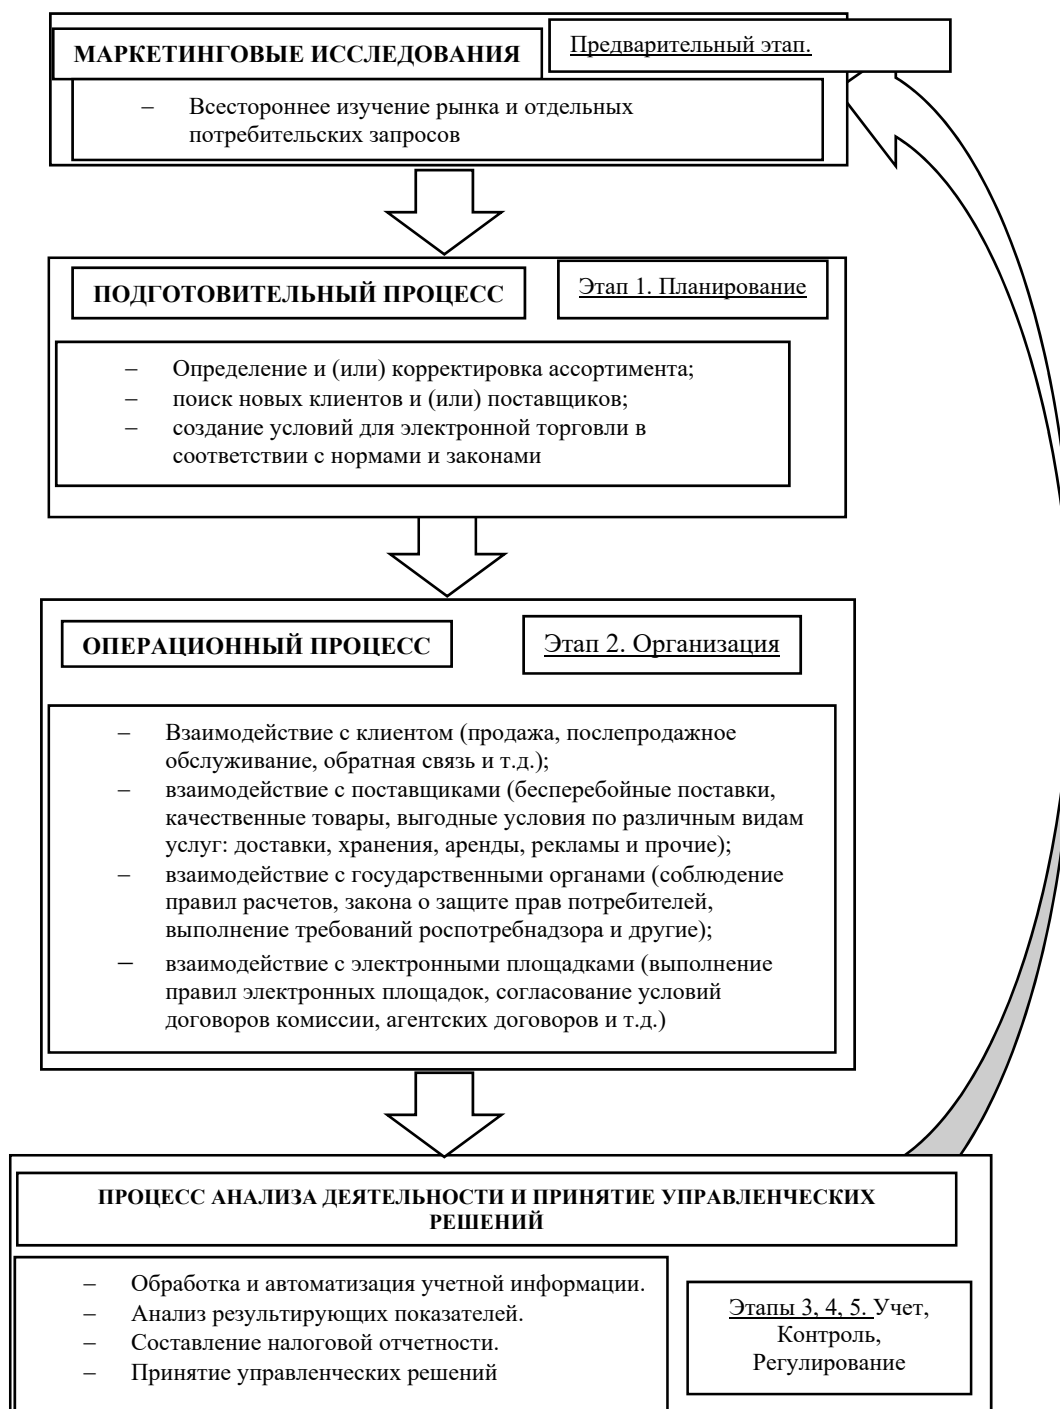 МАРКЕТИНГОВЫЕ ИССЛЕДОВАНИЯ
Предварительный этап.
– Всестороннее изучение рынка и отдельных
потребительских запросов
ПОДГОТОВИТЕЛЬНЫЙ ПРОЦЕСС
Этап 1. Планирование
– Определение и (или) корректировка ассортимента;
– поиск новых клиентов и (или) поставщиков;
– создание условий для электронной торговли в
соответствии с нормами и законами
ОПЕРАЦИОННЫЙ ПРОЦЕСС
Этап 2. Организация
– Взаимодействие с клиентом (продажа, послепродажное
обслуживание, обратная связь и т.д.);
– взаимодействие с поставщиками (бесперебойные поставки,
качественные товары, выгодные условия по различным видам
услуг: доставки, хранения, аренды, рекламы и прочие);
– взаимодействие с государственными органами (соблюдение
правил расчетов, закона о защите прав потребителей,
выполнение требований роспотребнадзора и другие);
– взаимодействие с электронными площадками (выполнение
правил электронных площадок, согласование условий
договоров комиссии, агентских договоров и т.д.)
ПРОЦЕСС АНАЛИЗА ДЕЯТЕЛЬНОСТИ И ПРИНЯТИЕ УПРАВЛЕНЧЕСКИХ
РЕШЕНИЙ
– Обработка и автоматизация учетной информации.
– Анализ результирующих показателей.
– Составление налоговой отчетности.
– Принятие управленческих решений
Этапы 3, 4, 5. Учет,
Контроль,
Регулирование